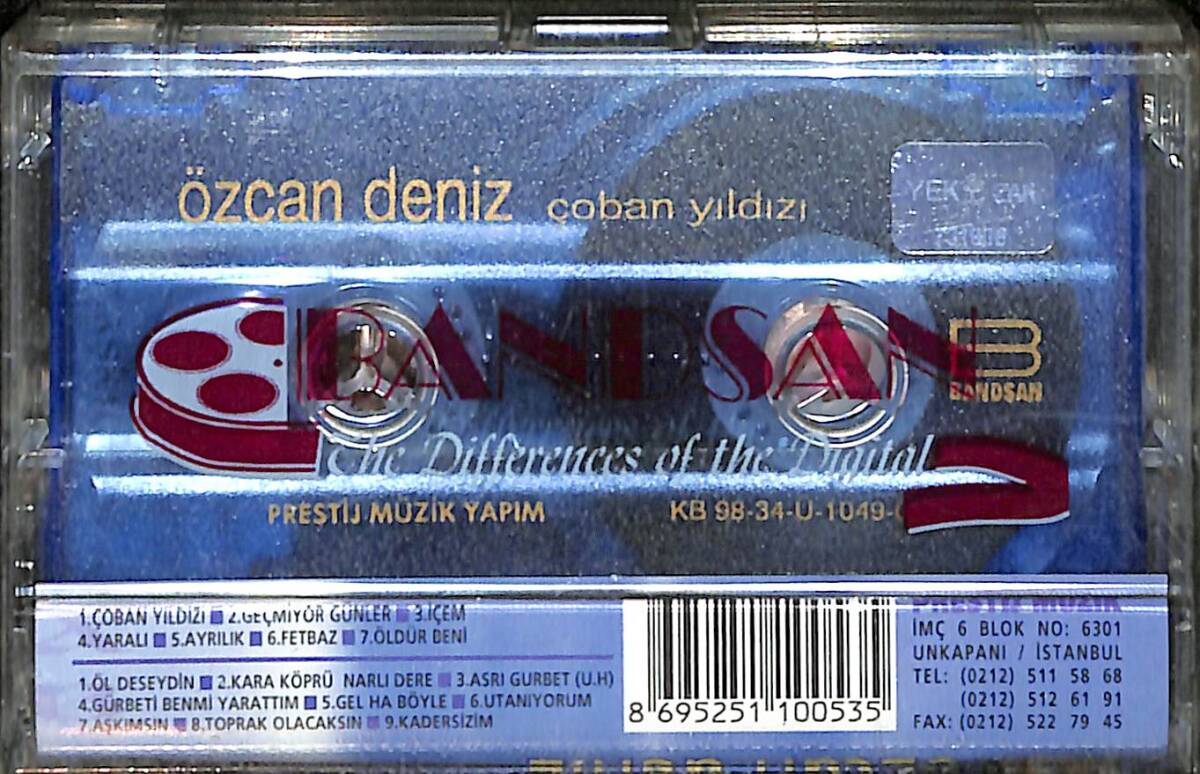 özcan deniz çoban yıldızı
BANDSAN
BANDSAN
The Differences of the Digital
PRESTİJ MÜZİK YAPIM KB 98-34-U-1049-
1.ÇOBAN YILDIZI 2.GEÇMİYOR GÜNLER 3.İÇEM
4.YARALI 5.AYRILIK 6.FETBAZ 7.ÖLDÜR BENİ
1.ÖL DESEYDİN 2.KARA KÖPRÜ NARLI DERE 3.ASRI GURBET (U.H)
4.GÜRBETİ BENMİ YARATTIM 5.GEL HA BÖYLE 6.UTANIYORUM
7.AŞKIMSIN 8.TOPRAK OLACAKSIN 9.KADERSİZİM
8 695251 100535
PRESTİJ MÜZİK
İMÇ 6 BLOK NO: 6301
UNKAPANI / İSTANBUL
TEL: (0212) 511 58 68
(0212) 512 61 91
FAX: (0212) 522 79 45